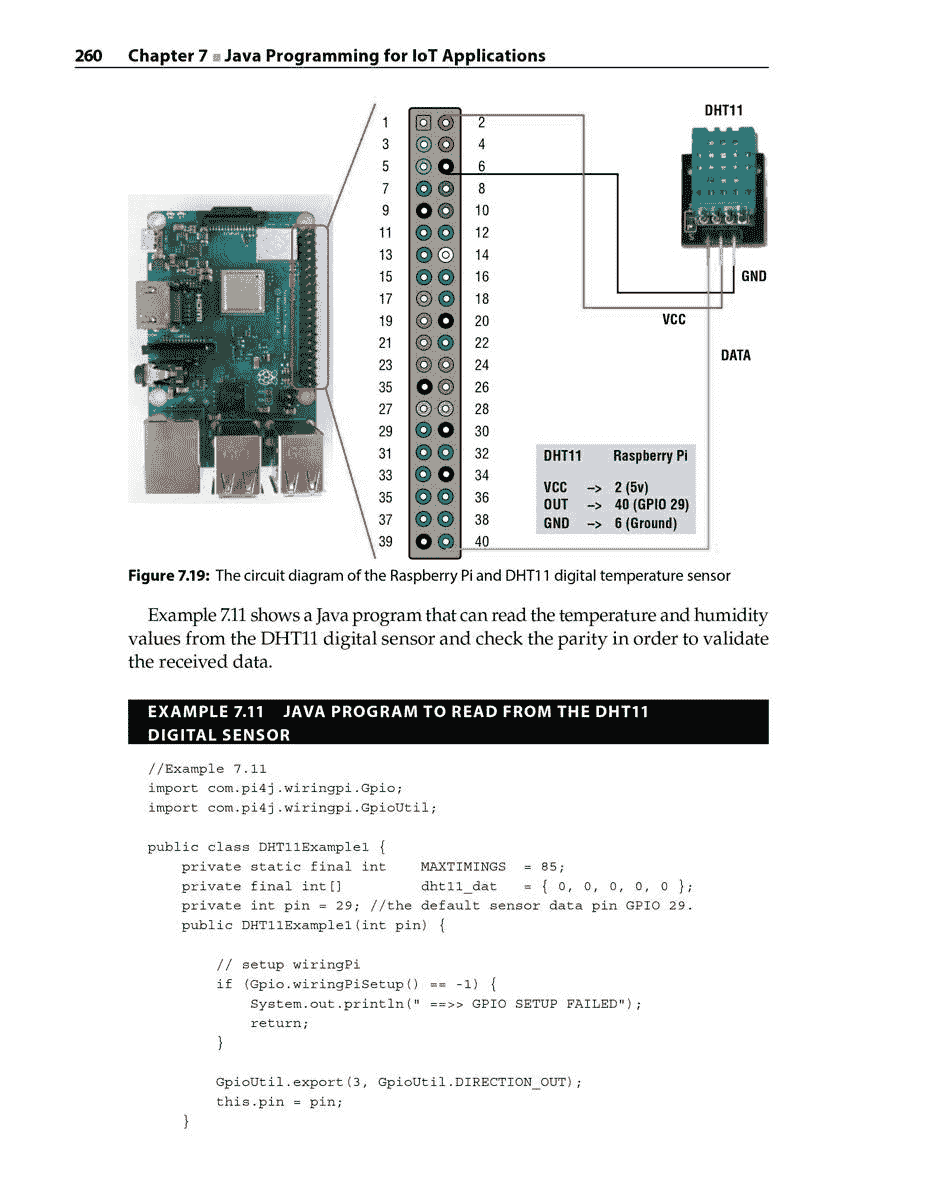 260 Chapter 7 ■ Java Programming for IoT Applications
DHT11
1 2
3 4
5 6
7 8
9 10
11 12
13 14
15 16
17 18
19 20
21 22
23 24
35 26
27 28
29 30
31 32
33 34
35 36
37 38
39 40
GND
VCC
DATA
DHT11 Raspberry Pi
VCC –> 2 (5v)
OUT –> 40 (GPIO 29)
GND –> 6 (Ground)
Figure 7.19: The circuit diagram of the Raspberry Pi and DHT11 digital temperature sensor
Example 7.11 shows a Java program that can read the temperature and humidity
values from the DHT11 digital sensor and check the parity in order to validate
the received data.
EXAMPLE 7.11 JAVA PROGRAM TO READ FROM THE DHT11
DIGITAL SENSOR
//Example 7.11
import com.pi4j.wiringpi.Gpio;
import com.pi4j.wiringpi.GpioUtil;
public class DHT11Example1 {
    private static final int    MAXTIMINGS  = 85;
    private final int[]         dht11_dat   = { 0, 0, 0, 0, 0 };
    private int pin = 29; //the default sensor data pin GPIO 29.
    public DHT11Example1(int pin) {
        // setup wiringPi
        if (Gpio.wiringPiSetup() == -1) {
            System.out.println(" ==>> GPIO SETUP FAILED");
            return;
        }
        GpioUtil.export(3, GpioUtil.DIRECTION_OUT);
        this.pin = pin;
    }